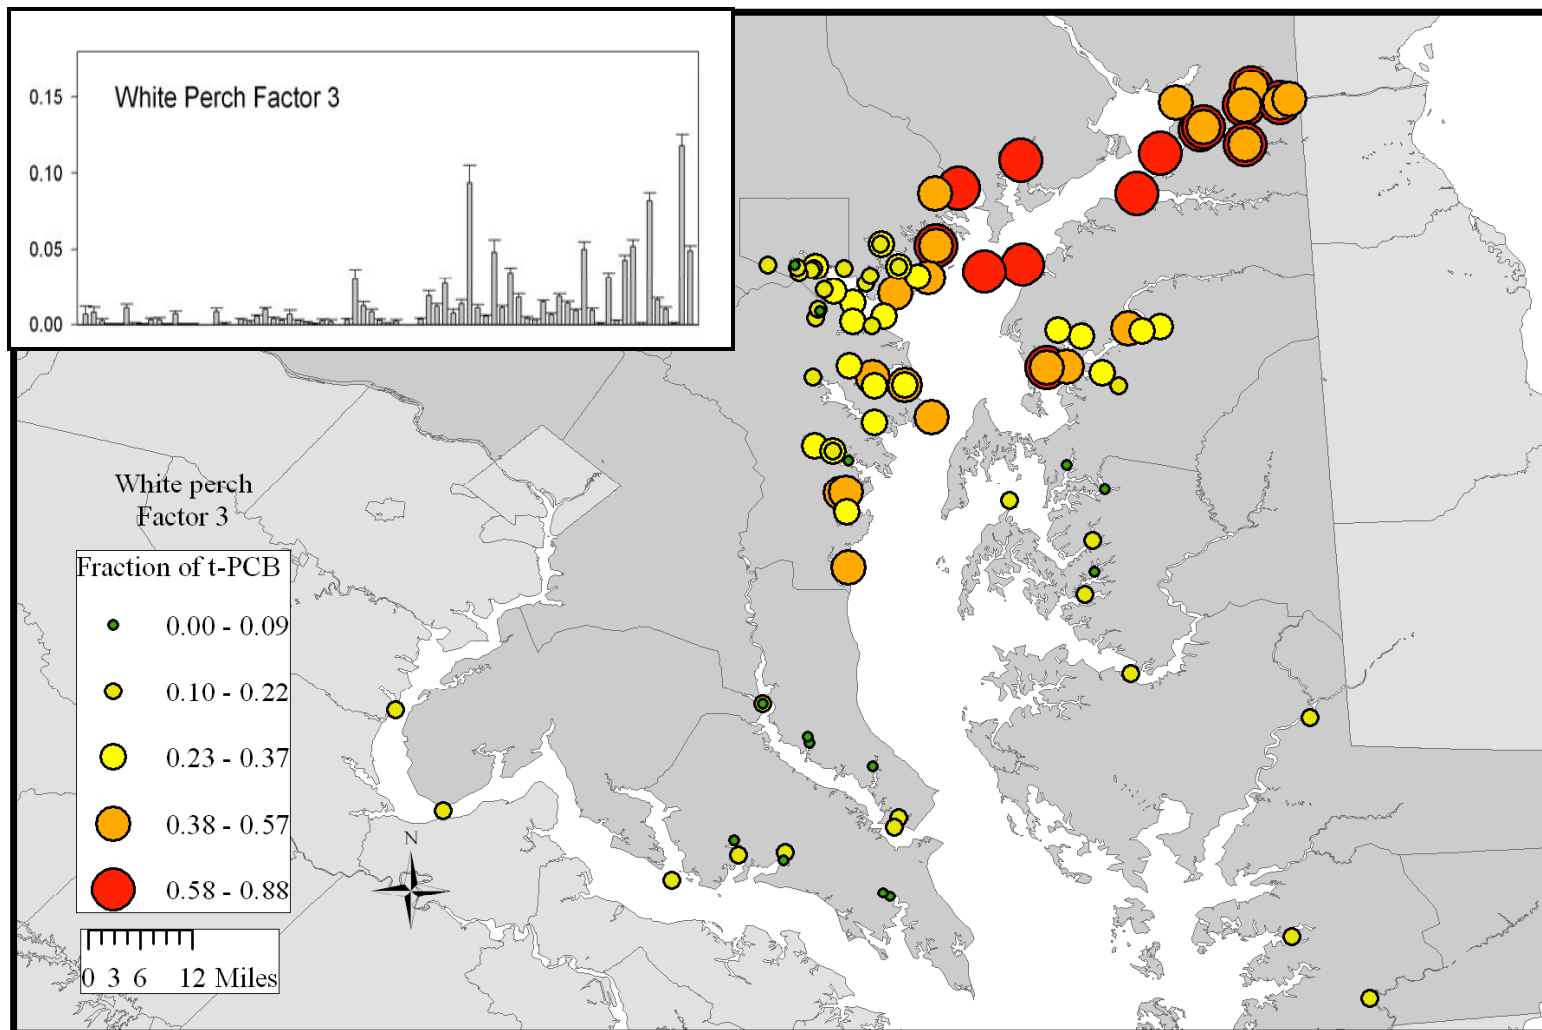 White Perch Factor 3
0.15
0.10
0.05
0.00
White perch
Factor 3
Fraction of t-PCB
0.00 - 0.09
0.10 - 0.22
0.23 - 0.37
0.38 - 0.57
0.58 - 0.88
N
0 3 6 12 Miles